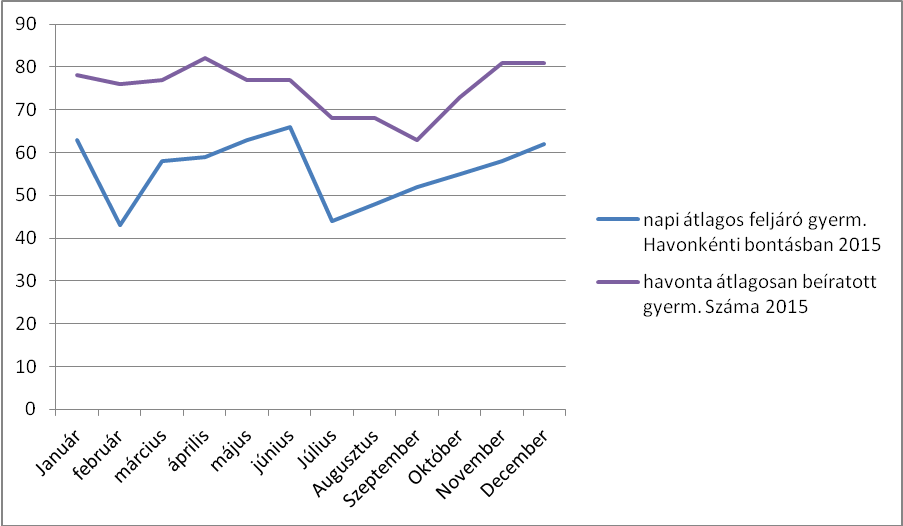 90
80
70
60
50
40
30
20
10
0
Január
február
március
április
május
június
Július
Augusztus
Szeptember
Október
November
December
napi átlagos feljáró gyerm.
Havonkénti bontásban 2015
havonta átlagosan beíratott
gyerm. Száma 2015